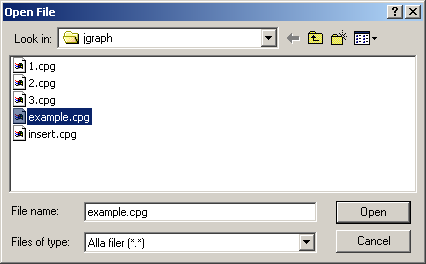 Open File
Look in: jgraph
1.cpg
2.cpg
3.cpg
example.cpg
insert.cpg
File name: example.cpg Open
Files of type: Alla filer (*.*) Cancel